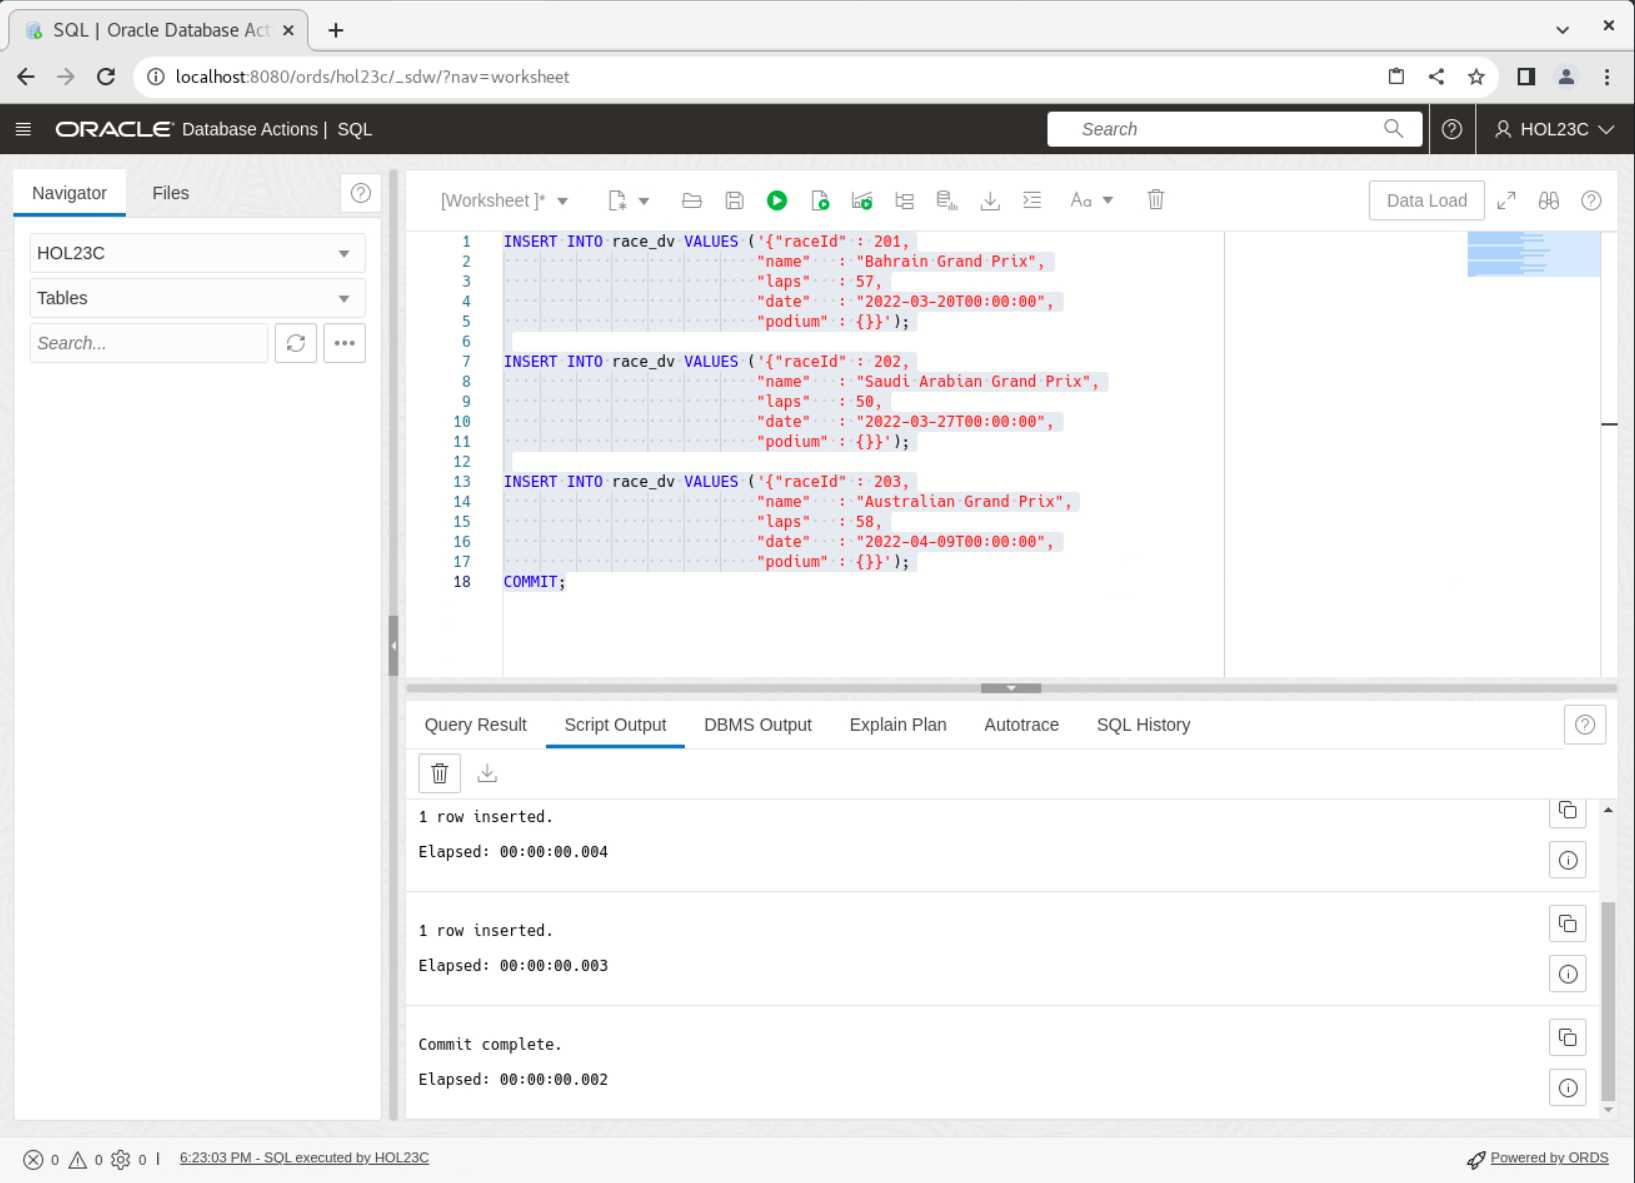 SQL | Oracle Database Act
localhost:8080/ords/hol23c/_sdw/?nav=worksheet
ORACLE Database Actions | SQL
Search
HOL23C
Navigator
Files
HOL23C
Tables
Search...
[Worksheet ]*
Aa
Data Load
1 INSERT INTO race_dv VALUES ('{"raceId" : 201,
2 "name" : "Bahrain Grand Prix",
3 "laps" : 57,
4 "date" : "2022-03-20T00:00:00",
5 "podium" : {}}');
6
7 INSERT INTO race_dv VALUES ('{"raceId" : 202,
8 "name" : "Saudi Arabian Grand Prix",
9 "laps" : 50,
10 "date" : "2022-03-27T00:00:00",
11 "podium" : {}}');
12
13 INSERT INTO race_dv VALUES ('{"raceId" : 203,
14 "name" : "Australian Grand Prix",
15 "laps" : 58,
16 "date" : "2022-04-09T00:00:00",
17 "podium" : {}}');
18 COMMIT;
Query Result Script Output DBMS Output Explain Plan Autotrace SQL History
1 row inserted.
Elapsed: 00:00:00.004
1 row inserted.
Elapsed: 00:00:00.003
Commit complete.
Elapsed: 00:00:00.002
0 0 0 | 6:23:03 PM - SQL executed by HOL23C
Powered by ORDS